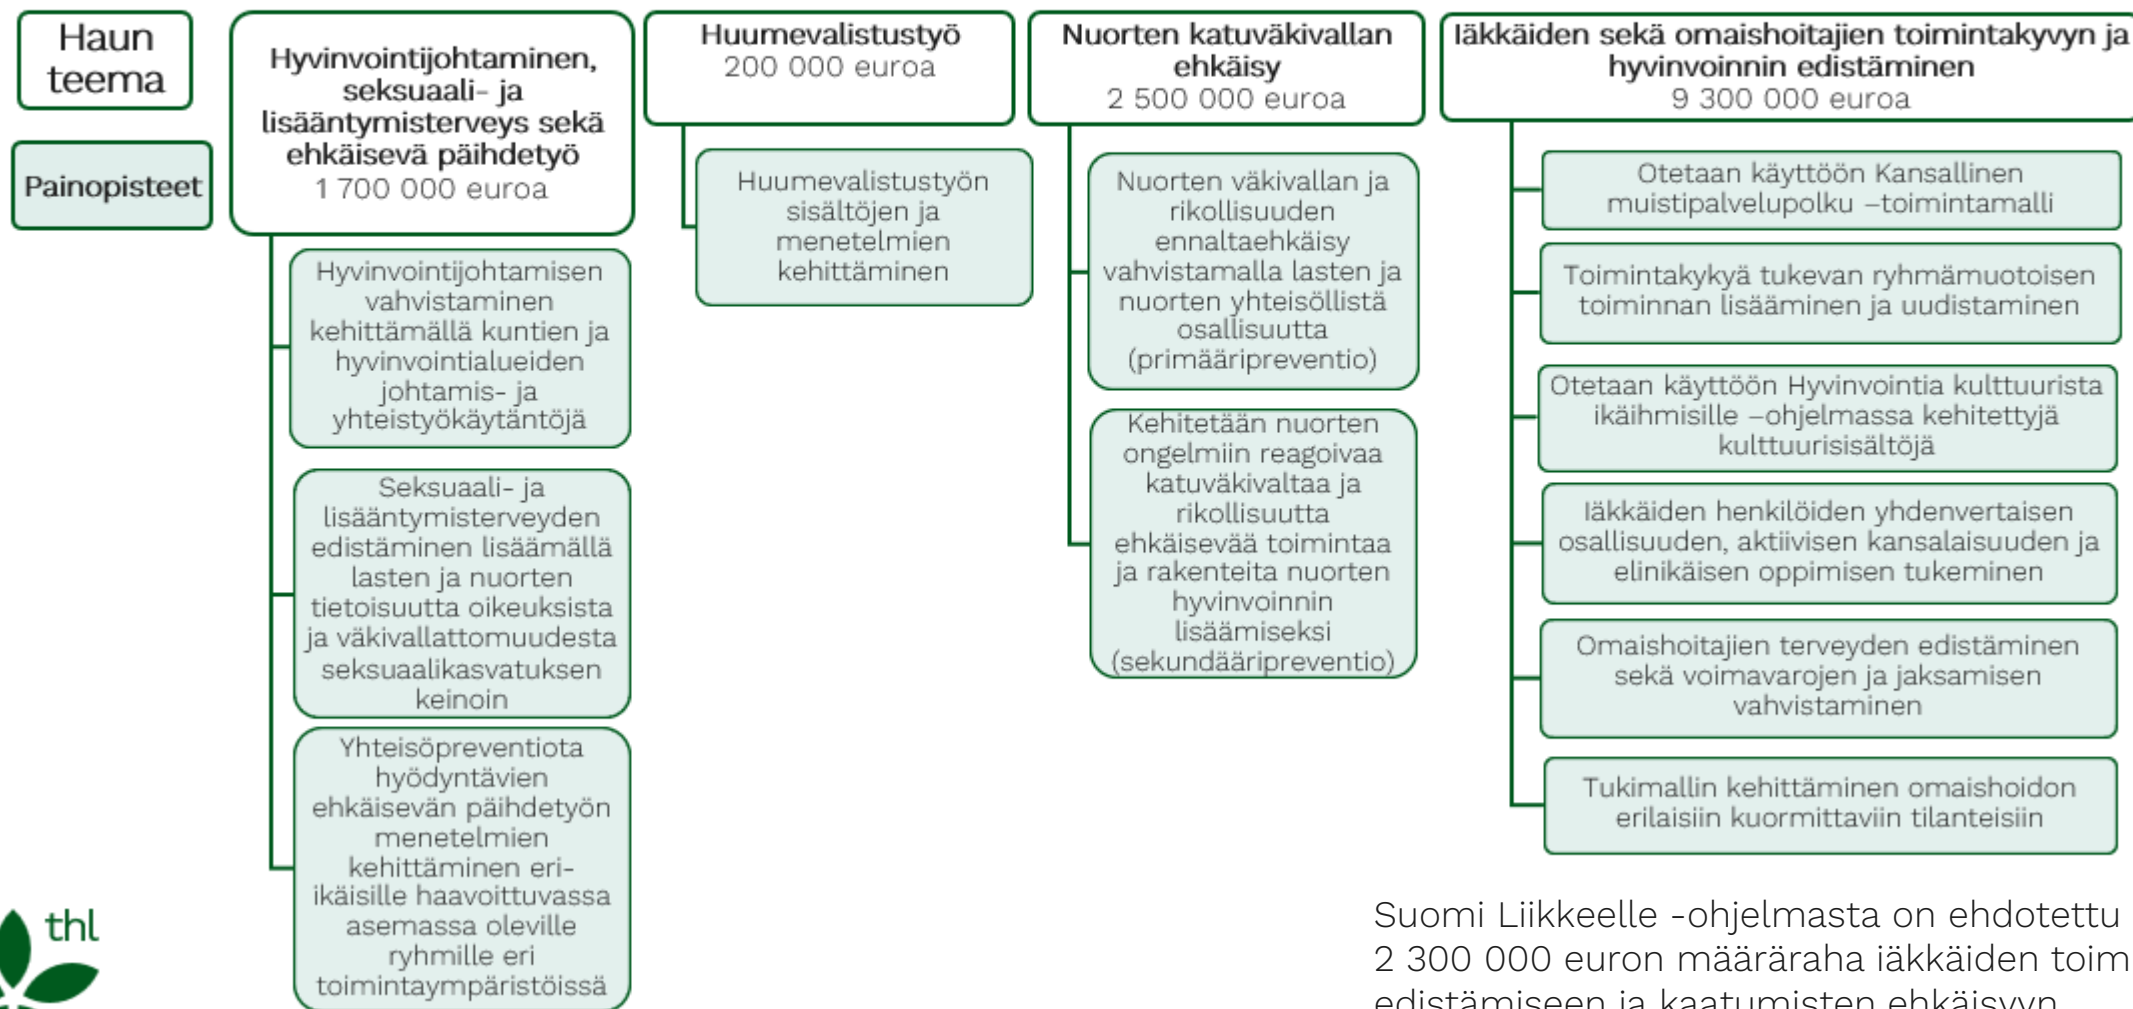 Haun
teema
Painopisteet
Hyvinvointijohtaminen,
seksuaali- ja
lisääntymisterveys sekä
ehkäisevä päihdetyö
1 700 000 euroa
Hyvinvointijohtamisen
vahvistaminen
kehittämällä kuntien ja
hyvinvointialueiden
johtamis- ja
yhteistyökäytäntöjä
Seksuaali- ja
lisääntymisterveyden
edistäminen lisäämällä
lasten ja nuorten
tietoisuutta oikeuksista
ja väkivallattomuudesta
seksuaalikasvatuksen
keinoin
Yhteisöpreventiota
hyödyntävien
ehkäisevän päihdetyön
menetelmien
kehittäminen eri-
ikäisille haavoittuvassa
asemassa oleville
ryhmille eri
toimintaympäristöissä
Huumevalistustyö
200 000 euroa
Huumevalistustyön
sisältöjen ja
menetelmien
kehittäminen
Nuorten katuväkivallan
ehkäisy
2 500 000 euroa
Nuorten väkivallan ja
rikollisuuden
ennaltaehkäisy
vahvistamalla lasten ja
nuorten yhteisöllistä
osallisuutta
(primääripreventio)
Kehitetään nuorten
ongelmiin reagoivaa
katuväkivaltaa ja
rikollisuutta
ehkäisevää toimintaa
ja rakenteita nuorten
hyvinvoinnin
lisäämiseksi
(sekundääripreventio)
Iäkkäiden sekä omaishoitajien toimintakyvyn ja
hyvinvoinnin edistäminen
9 300 000 euroa
Otetaan käyttöön Kansallinen
muistipalvelupolku –toimintamalli
Toimintakykyä tukevan ryhmämuotoisen
toiminnan lisääminen ja uudistaminen
Otetaan käyttöön Hyvinvointia kulttuurista
ikäihmisille –ohjelmassa kehitettyjä
kulttuurisisältöjä
Iäkkäiden henkilöiden yhdenvertaisen
osallisuuden, aktiivisen kansalaisuuden ja
elinikäisen oppimisen tukeminen
Omaishoitajien terveyden edistäminen
sekä voimavarojen ja jaksamisen
vahvistaminen
Tukimallin kehittäminen omaishoidon
erilaisiin kuormittaviin tilanteisiin
Suomi Liikkeelle -ohjelmasta on ehdotettu
2 300 000 euron määräraha iäkkäiden toim
edistämiseen ja kaatumisten ehkäisyyn
thl